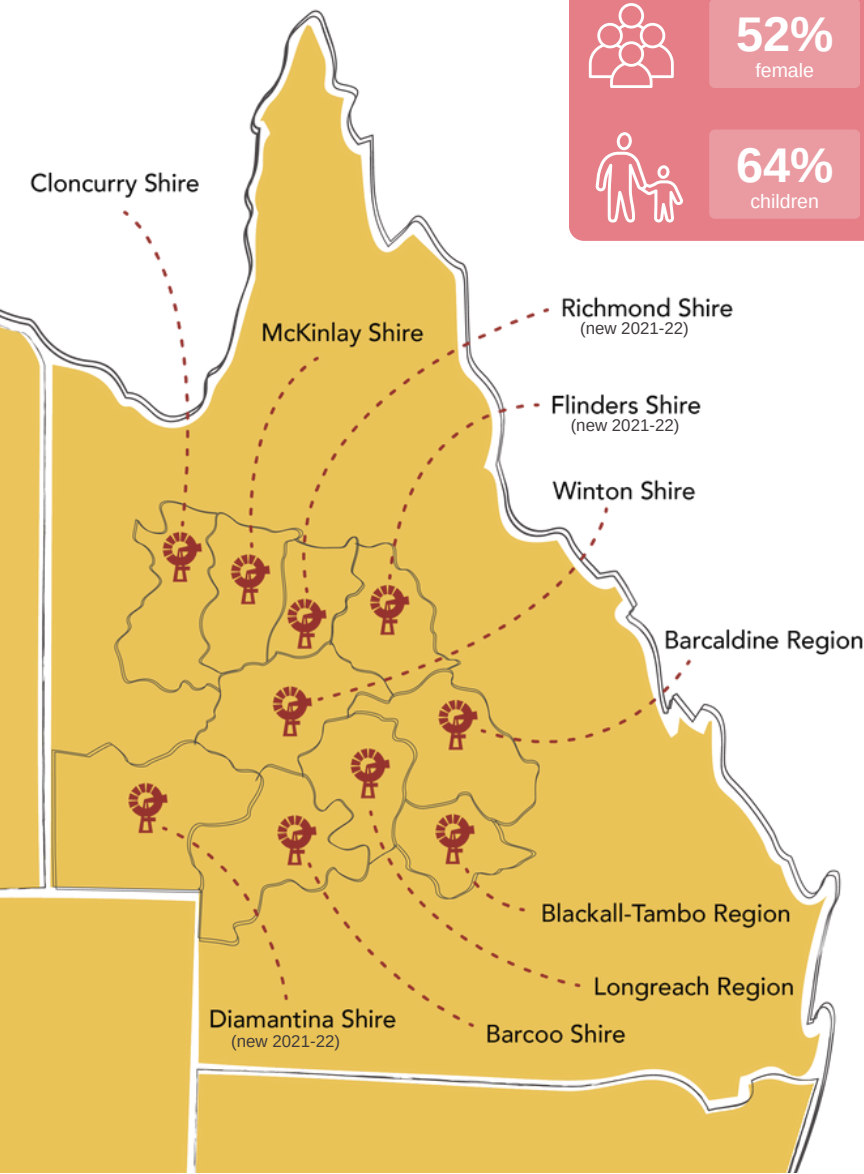 52%
female
64%
children
Cloncurry Shire
Richmond Shire
(new 2021-22)
McKinlay Shire
Flinders Shire
(new 2021-22)
Winton Shire
Barcaldine Region
Blackall-Tambo Region
Longreach Region
Diamantina Shire
(new 2021-22)
Barcoo Shire